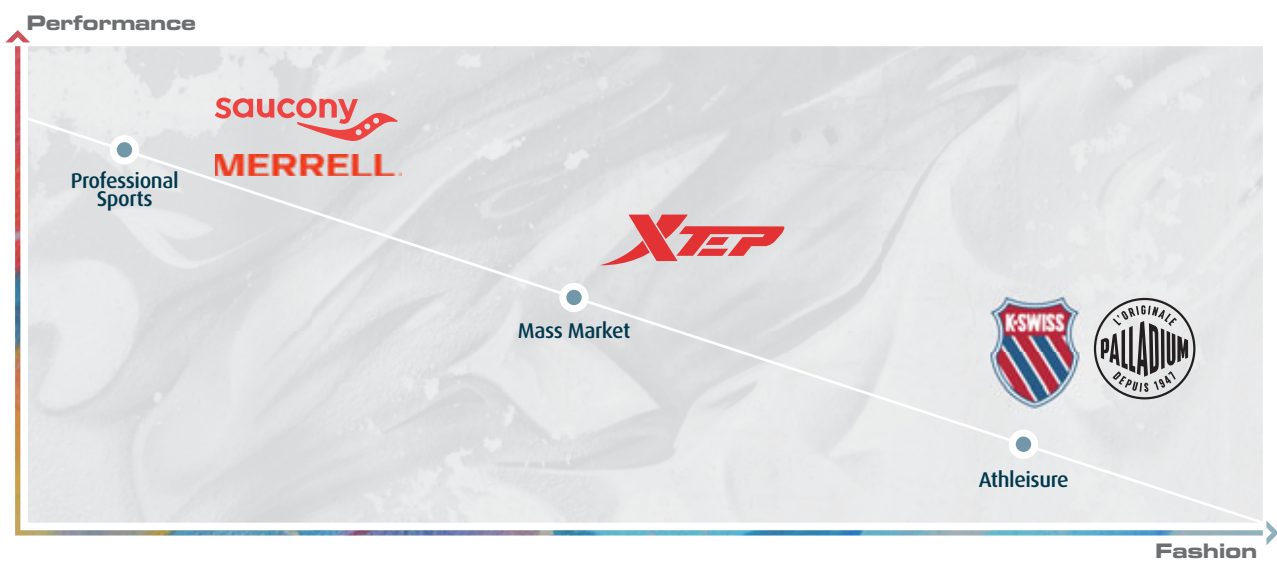 Performance
saucony
MERRELL
Professional
Sports
XTEP
Mass Market
K·SWISS
L'ORIGINALE
PALLADIUM
DEPUIS 1947
Athleisure
Fashion